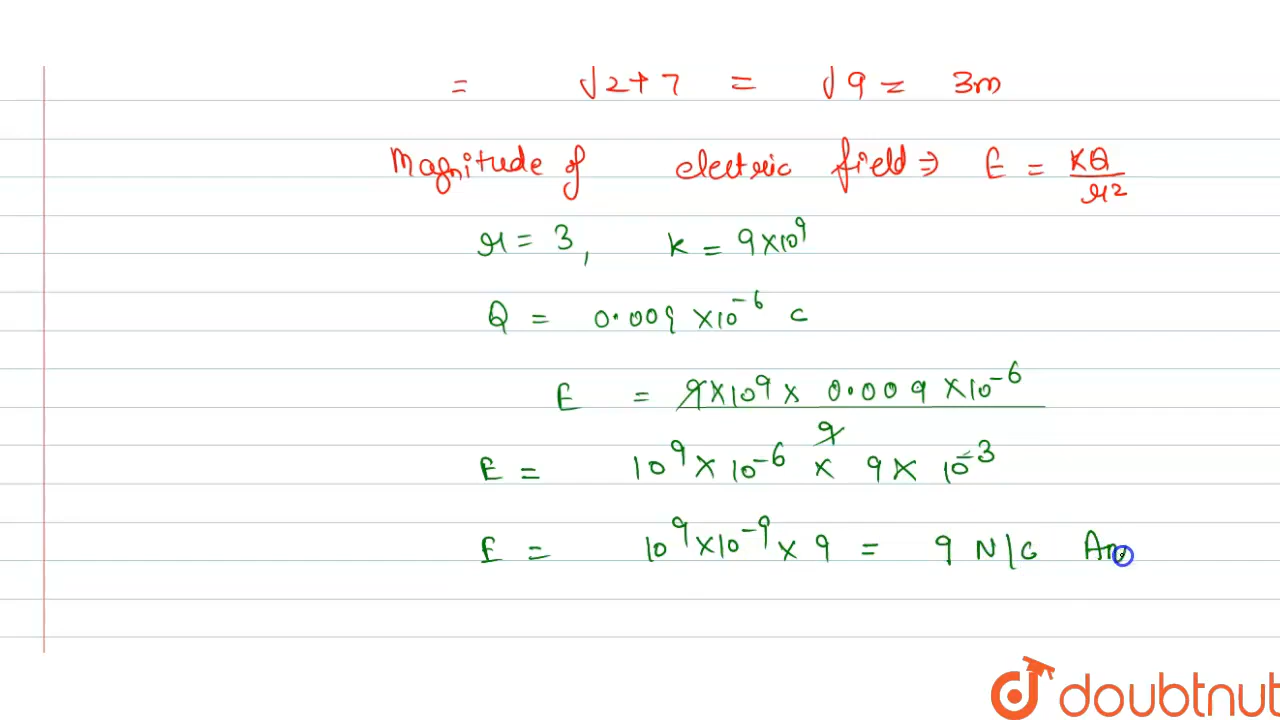 = √2+7 = √9 = 3m
Magnitude of electric field ⇒ E = KQ/r²
r = 3, K = 9×10⁹
Q = 0.009 ×10⁻⁶ C
E = 9×10⁹ × 0.009 ×10⁻⁶ / 9
E = 10⁹ × 10⁻⁶ × 9 × 10⁻³
E = 10⁹ ×10⁻⁹ × 9 = 9 N/C An
doubtnut